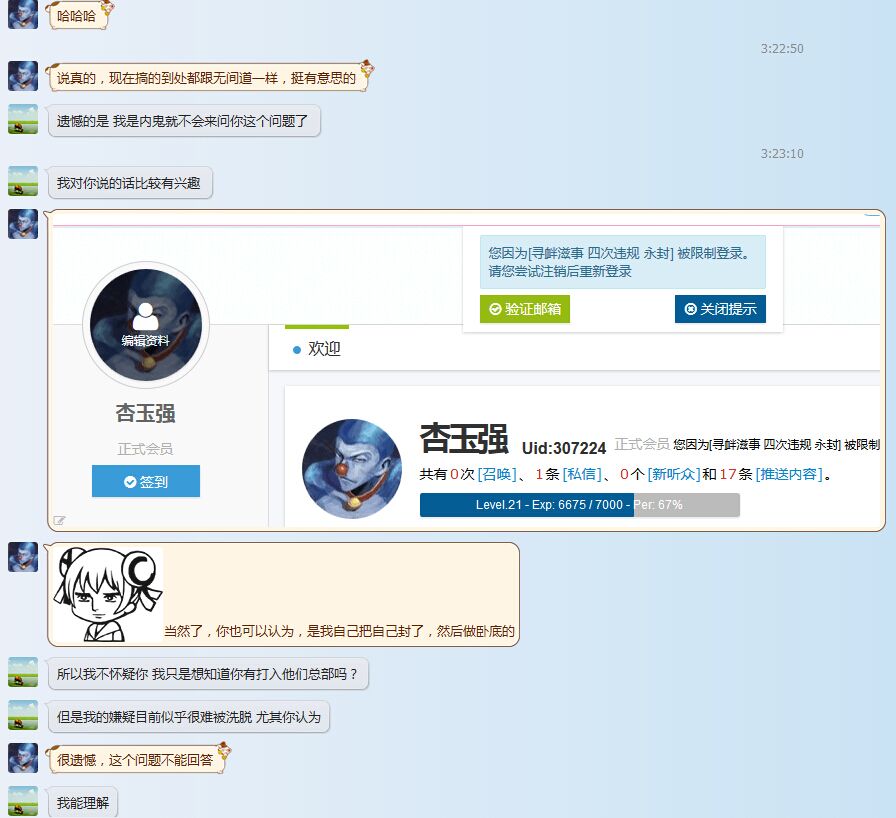 哈哈哈
3:22:50
说真的，现在搞的到处都跟无间道一样，挺有意思的
遗憾的是 我是内鬼就不会来问你这个问题了
3:23:10
我对你说的话比较有兴趣
您因为[寻衅滋事 四次违规 永封] 被限制登录。
请您尝试注销后重新登录
验证邮箱
关闭提示
编辑资料
欢迎
杏玉强
正式会员
签到
杏玉强 Uid:307224 正式会员 您因为[寻衅滋事 四次违规 永封] 被限制
共有 0 次 [召唤] 、 1 条 [私信] 、 0 个 [新听众] 和 17 条 [推送内容] 。
Level.21 - Exp: 6675 / 7000 - Per: 67%
当然了，你也可以认为，是我自己把自己封了，然后做卧底的
所以我不怀疑你 我只是想知道你有打入他们总部吗？
但是我的嫌疑目前似乎很难被洗脱 尤其你认为
很遗憾，这个问题不能回答
我能理解